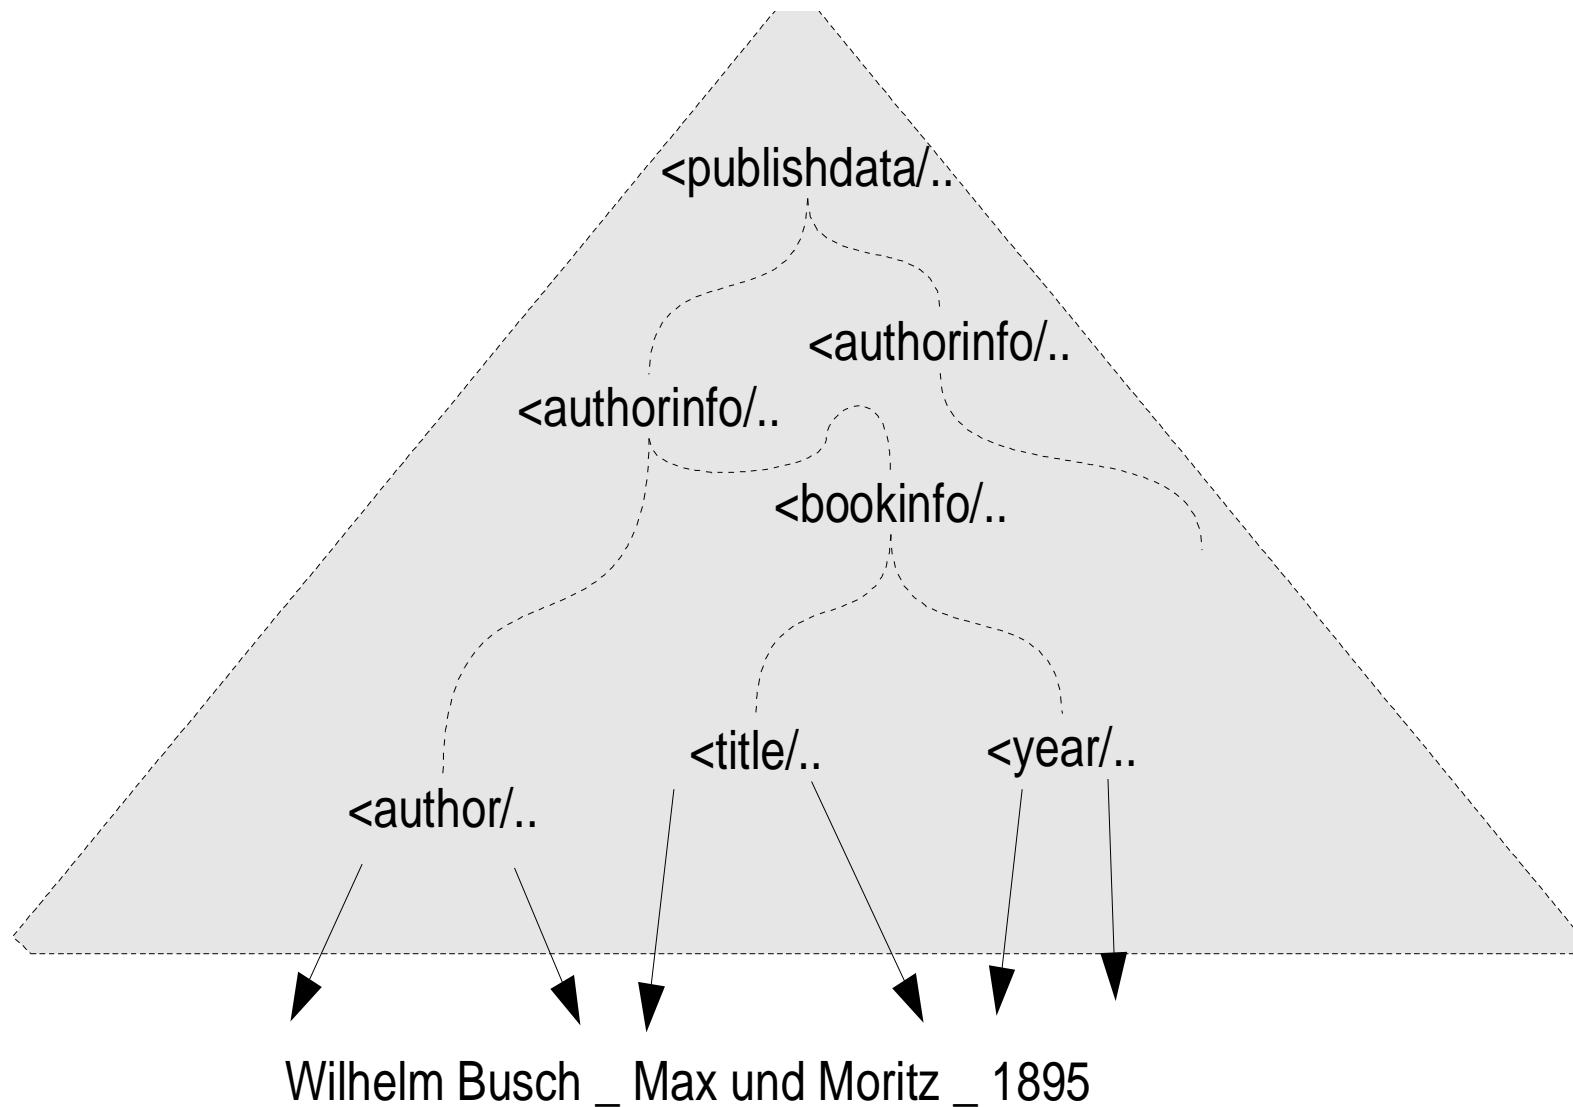 <publishdata/..
<authorinfo/..
<authorinfo/..
<bookinfo/..
<title/..
<year/..
<author/..
Wilhelm Busch _ Max und Moritz _ 1895